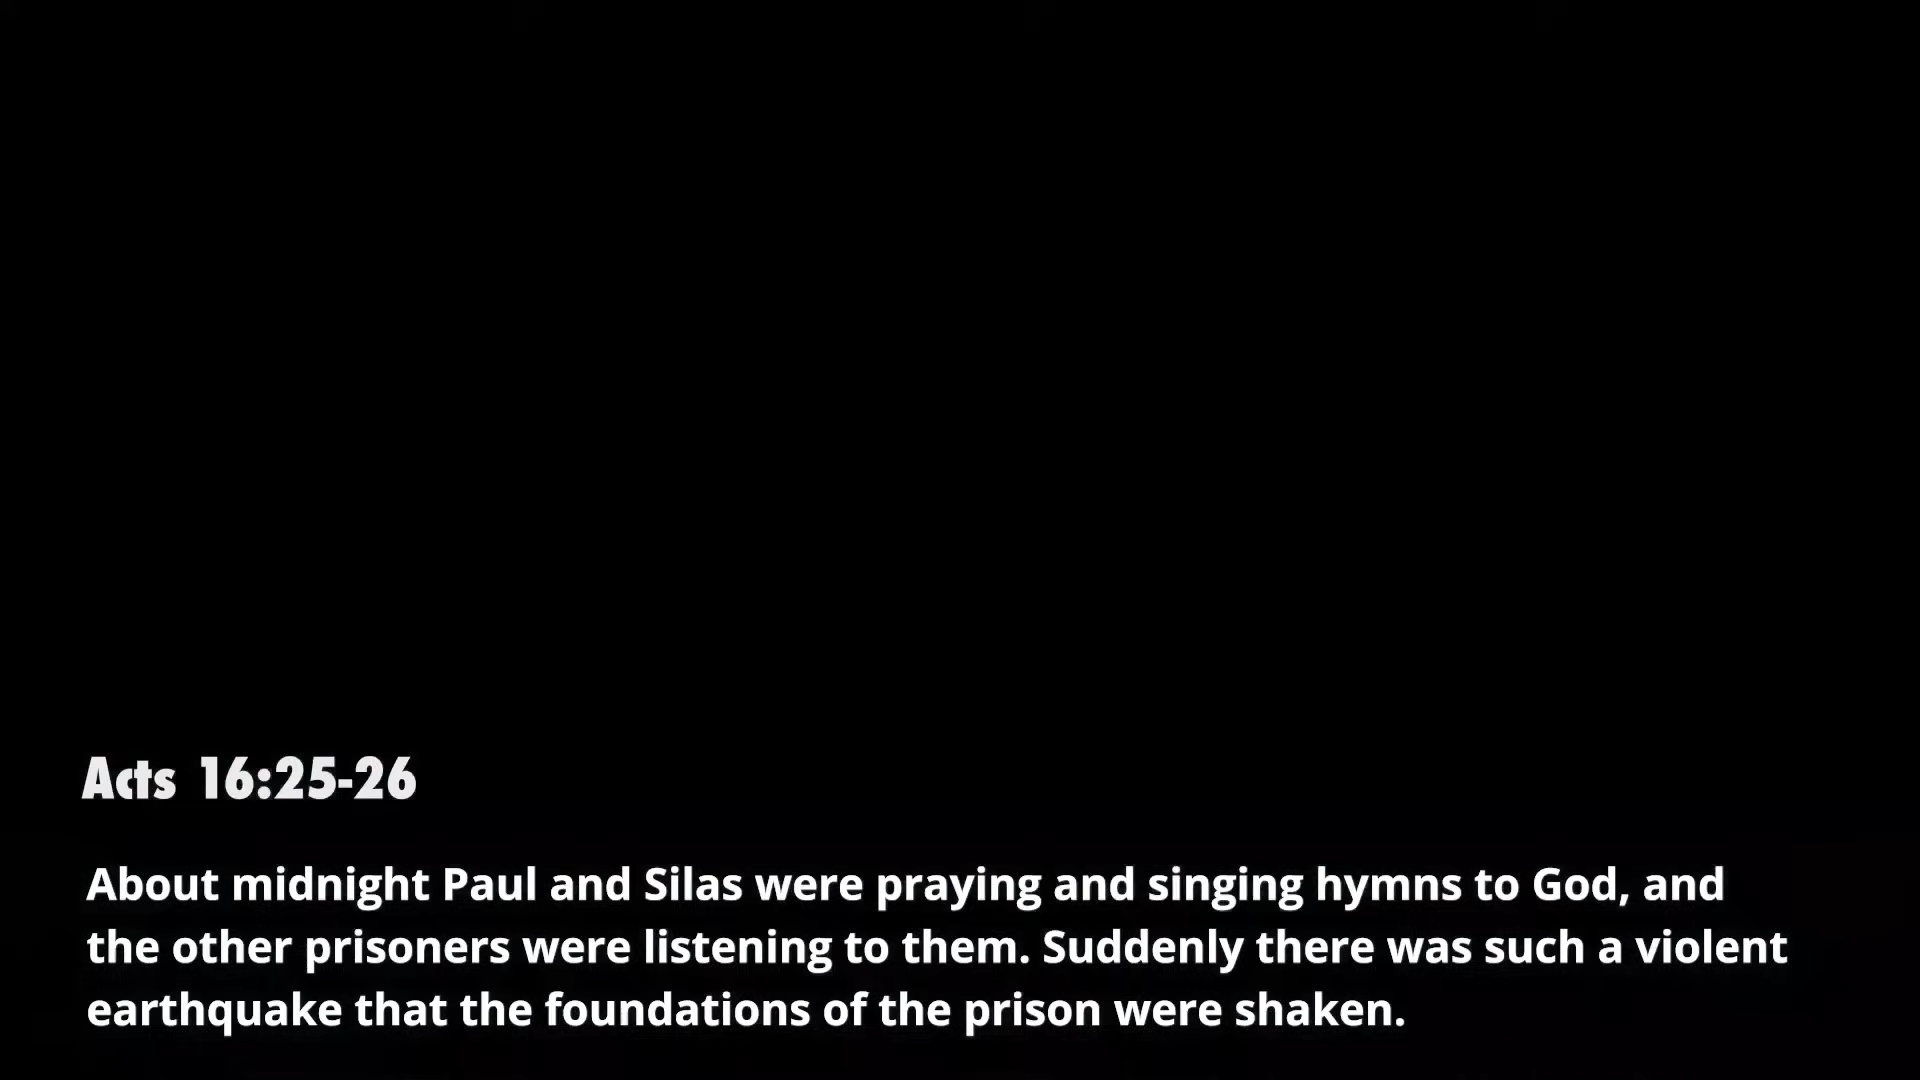 Acts 16:25-26
About midnight Paul and Silas were praying and singing hymns to God, and
the other prisoners were listening to them. Suddenly there was such a violent
earthquake that the foundations of the prison were shaken.